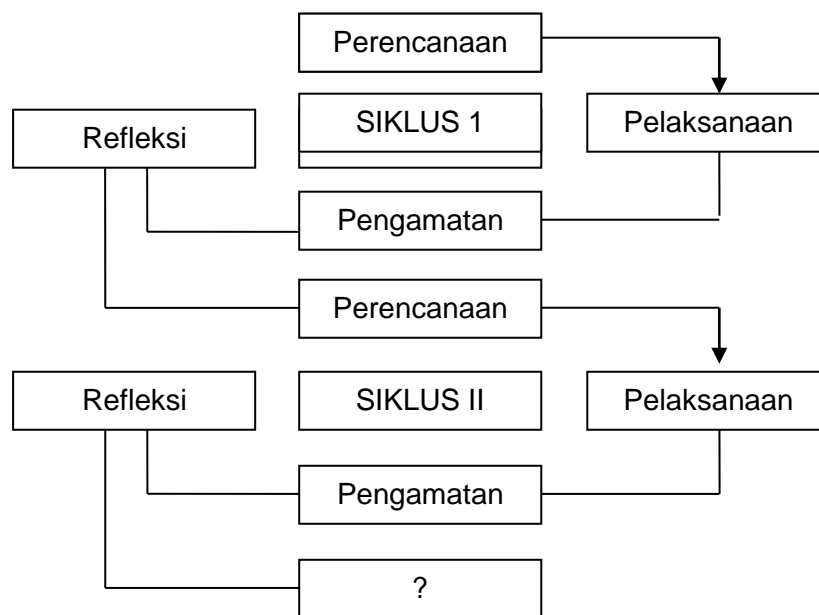 Perencanaan
Refleksi
SIKLUS 1
Pelaksanaan
Pengamatan
Perencanaan
Refleksi
SIKLUS II
Pelaksanaan
Pengamatan
?